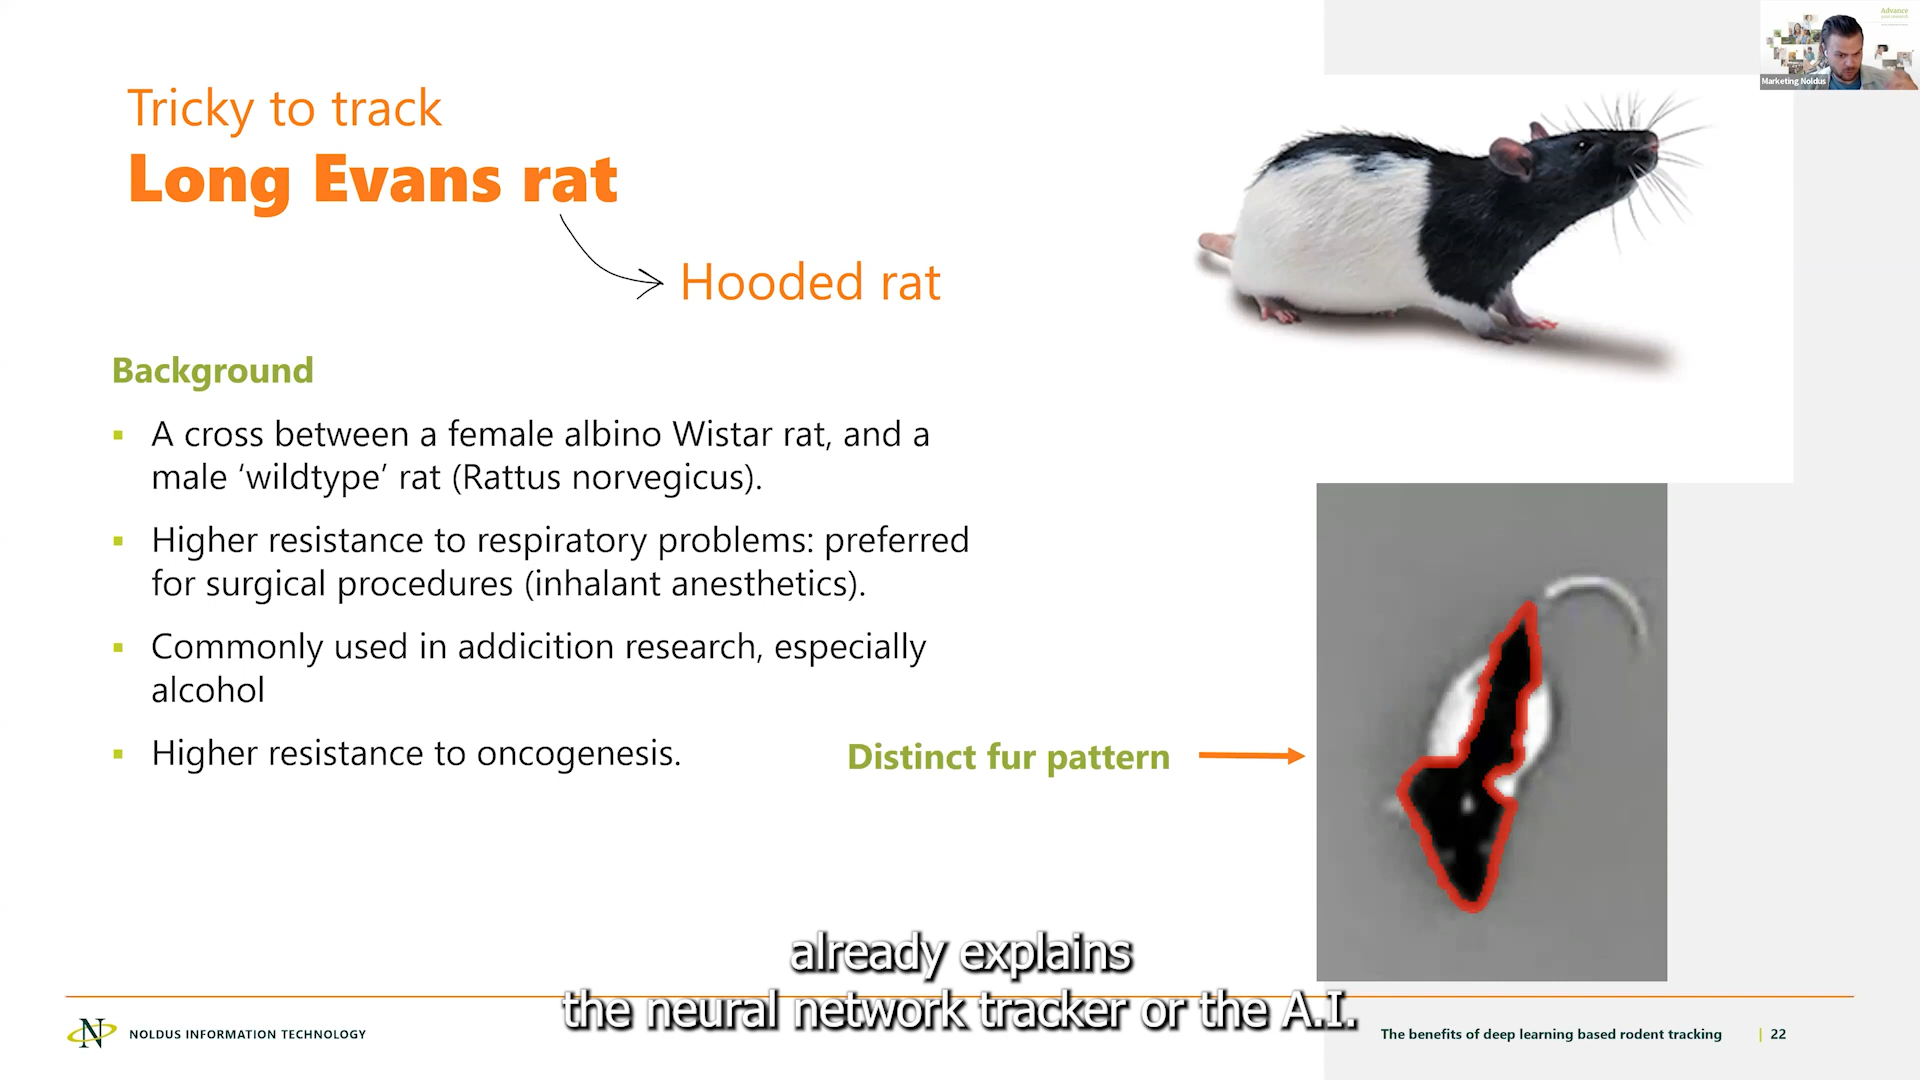 Advance
Marketing Noldus
Tricky to track
Long Evans rat
Hooded rat
Background
▪ A cross between a female albino Wistar rat, and a
male ‘wildtype’ rat (Rattus norvegicus).
▪ Higher resistance to respiratory problems: preferred
for surgical procedures (inhalant anesthetics).
▪ Commonly used in addicition research, especially
alcohol
▪ Higher resistance to oncogenesis.
Distinct fur pattern
already explains
the neural network tracker or the A.I.
N NOLDUS INFORMATION TECHNOLOGY
The benefits of deep learning based rodent tracking | 22